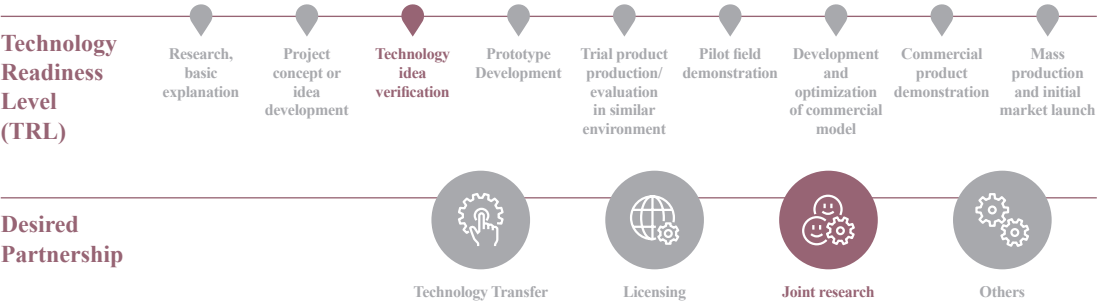 Technology
Readiness
Level
(TRL)
Research,
basic
explanation
Project
concept or
idea
development
Technology
idea
verification
Prototype
Development
Trial product
production/
evaluation
in similar
environment
Pilot field
demonstration
Development
and
optimization
of commercial
model
Commercial
product
demonstration
Mass
production
and initial
market launch
Desired
Partnership
Technology Transfer
Licensing
Joint research
Others